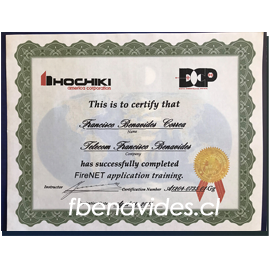 HOCHIKI
america corporation
This is to certify that
Francisco Benavides Correa
Name
Telecom Francisco Benavides
Company
has successfully completed
FireNET application training.
Instructor
Certification Number
fbenavides.cl